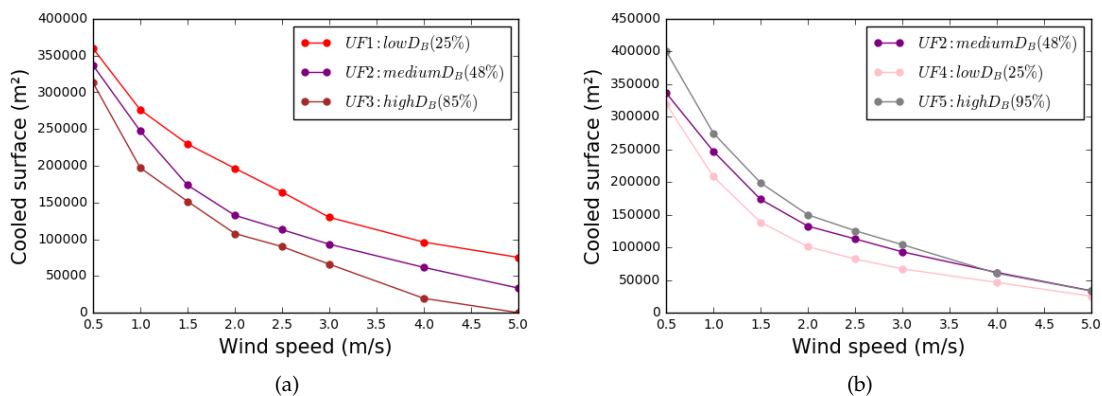 400000
350000
300000
250000
200000
150000
100000
50000
0
Cooled surface (m²)
UF1: lowD_B(25%)
UF2: mediumD_B(48%)
UF3: highD_B(85%)
0.5 1.0 1.5 2.0 2.5 3.0 3.5 4.0 4.5 5.0
Wind speed (m/s)
(a)
450000
400000
350000
300000
250000
200000
150000
100000
50000
0
Cooled surface (m²)
UF2: mediumD_B(48%)
UF4: lowD_B(25%)
UF5: highD_B(95%)
0.5 1.0 1.5 2.0 2.5 3.0 3.5 4.0 4.5 5.0
Wind speed (m/s)
(b)